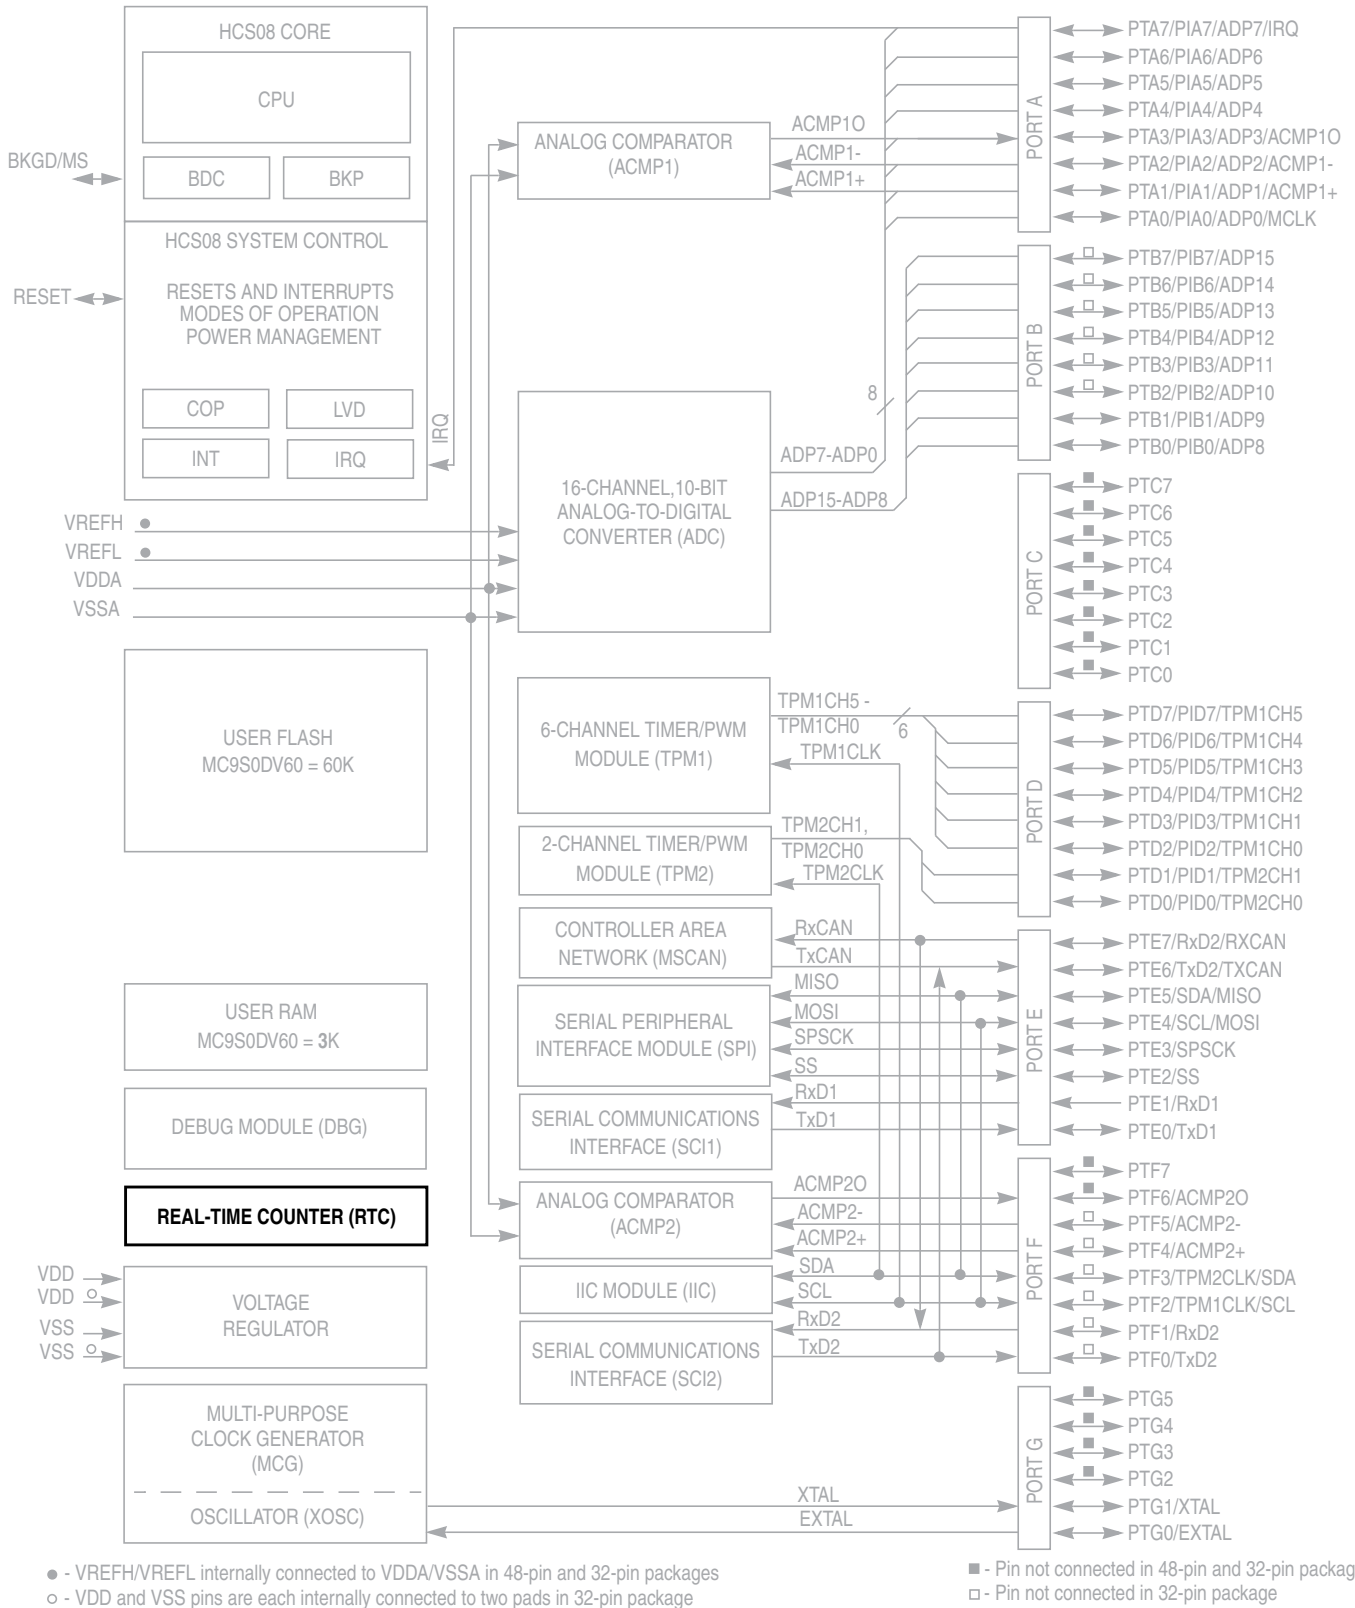 HCS08 CORE
CPU
BDC
BKP
BKGD/MS
HCS08 SYSTEM CONTROL
RESETS AND INTERRUPTS
MODES OF OPERATION
POWER MANAGEMENT
RESET
COP
LVD
INT
IRQ
IRQ
VREFH
VREFL
VDDA
VSSA
USER FLASH
MC9S0DV60 = 60K
USER RAM
MC9S0DV60 = 3K
DEBUG MODULE (DBG)
REAL-TIME COUNTER (RTC)
VDD
VDD
VSS
VSS
VOLTAGE
REGULATOR
MULTI-PURPOSE
CLOCK GENERATOR
(MCG)
OSCILLATOR (XOSC)
ANALOG COMPARATOR
(ACMP1)
ACMP1O
ACMP1-
ACMP1+
16-CHANNEL,10-BIT
ANALOG-TO-DIGITAL
CONVERTER (ADC)
8
ADP7-ADP0
ADP15-ADP8
6-CHANNEL TIMER/PWM
MODULE (TPM1)
TPM1CH5 -
TPM1CH0
6
TPM1CLK
2-CHANNEL TIMER/PWM
MODULE (TPM2)
TPM2CH1,
TPM2CH0
TPM2CLK
CONTROLLER AREA
NETWORK (MSCAN)
RxCAN
TxCAN
SERIAL PERIPHERAL
INTERFACE MODULE (SPI)
MISO
MOSI
SPSCK
SS
SERIAL COMMUNICATIONS
INTERFACE (SCI1)
RxD1
TxD1
ANALOG COMPARATOR
(ACMP2)
ACMP2O
ACMP2-
ACMP2+
IIC MODULE (IIC)
SDA
SCL
SERIAL COMMUNICATIONS
INTERFACE (SCI2)
RxD2
TxD2
XTAL
EXTAL
PORT A
PTA7/PIA7/ADP7/IRQ
PTA6/PIA6/ADP6
PTA5/PIA5/ADP5
PTA4/PIA4/ADP4
PTA3/PIA3/ADP3/ACMP1O
PTA2/PIA2/ADP2/ACMP1-
PTA1/PIA1/ADP1/ACMP1+
PTA0/PIA0/ADP0/MCLK
PORT B
PTB7/PIB7/ADP15
PTB6/PIB6/ADP14
PTB5/PIB5/ADP13
PTB4/PIB4/ADP12
PTB3/PIB3/ADP11
PTB2/PIB2/ADP10
PTB1/PIB1/ADP9
PTB0/PIB0/ADP8
PORT C
PTC7
PTC6
PTC5
PTC4
PTC3
PTC2
PTC1
PTC0
PORT D
PTD7/PID7/TPM1CH5
PTD6/PID6/TPM1CH4
PTD5/PID5/TPM1CH3
PTD4/PID4/TPM1CH2
PTD3/PID3/TPM1CH1
PTD2/PID2/TPM1CH0
PTD1/PID1/TPM2CH1
PTD0/PID0/TPM2CH0
PORT E
PTE7/RxD2/RXCAN
PTE6/TxD2/TXCAN
PTE5/SDA/MISO
PTE4/SCL/MOSI
PTE3/SPSCK
PTE2/SS
PTE1/RxD1
PTE0/TxD1
PORT F
PTF7
PTF6/ACMP2O
PTF5/ACMP2-
PTF4/ACMP2+
PTF3/TPM2CLK/SDA
PTF2/TPM1CLK/SCL
PTF1/RxD2
PTF0/TxD2
PORT G
PTG5
PTG4
PTG3
PTG2
PTG1/XTAL
PTG0/EXTAL
● - VREFH/VREFL internally connected to VDDA/VSSA in 48-pin and 32-pin packages
○ - VDD and VSS pins are each internally connected to two pads in 32-pin package
■ - Pin not connected in 48-pin and 32-pin packag
□ - Pin not connected in 32-pin package